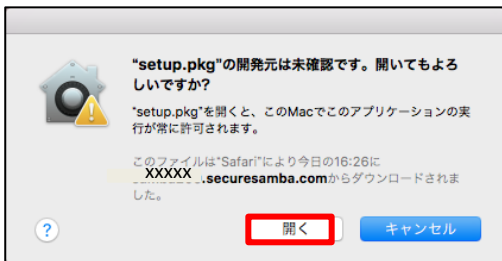 "setup.pkg"の開発元は未確認です。開いてもよろ
しいですか?
"setup.pkg"を開くと、このMacでこのアプリケーションの実
行が常に許可されます。
このファイルは"Safari"により今日の16:26に
XXXXX .securesamba.comからダウンロードされま
した。
? 開く キャンセル